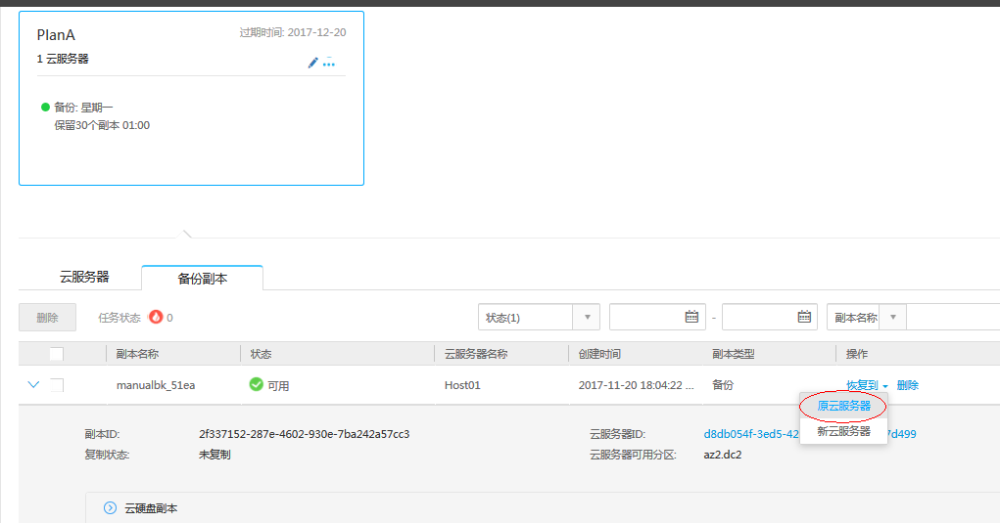 PlanA 过期时间: 2017-12-20
1 云服务器
备份: 星期一
保留30个副本 01:00
云服务器 备份副本
删除 任务状态 0 状态(1) - 副本名称
副本名称 状态 云服务器名称 创建时间 副本类型 操作
manualbk_51ea 可用 Host01 2017-11-20 18:04:22 ... 备份 恢复到 删除
原云服务器
新云服务器
副本ID: 2f337152-287e-4602-930e-7ba242a57cc3 云服务器ID: d8db054f-3ed5-42 7d499
复制状态: 未复制 云服务器可用分区: az2.dc2
云硬盘副本